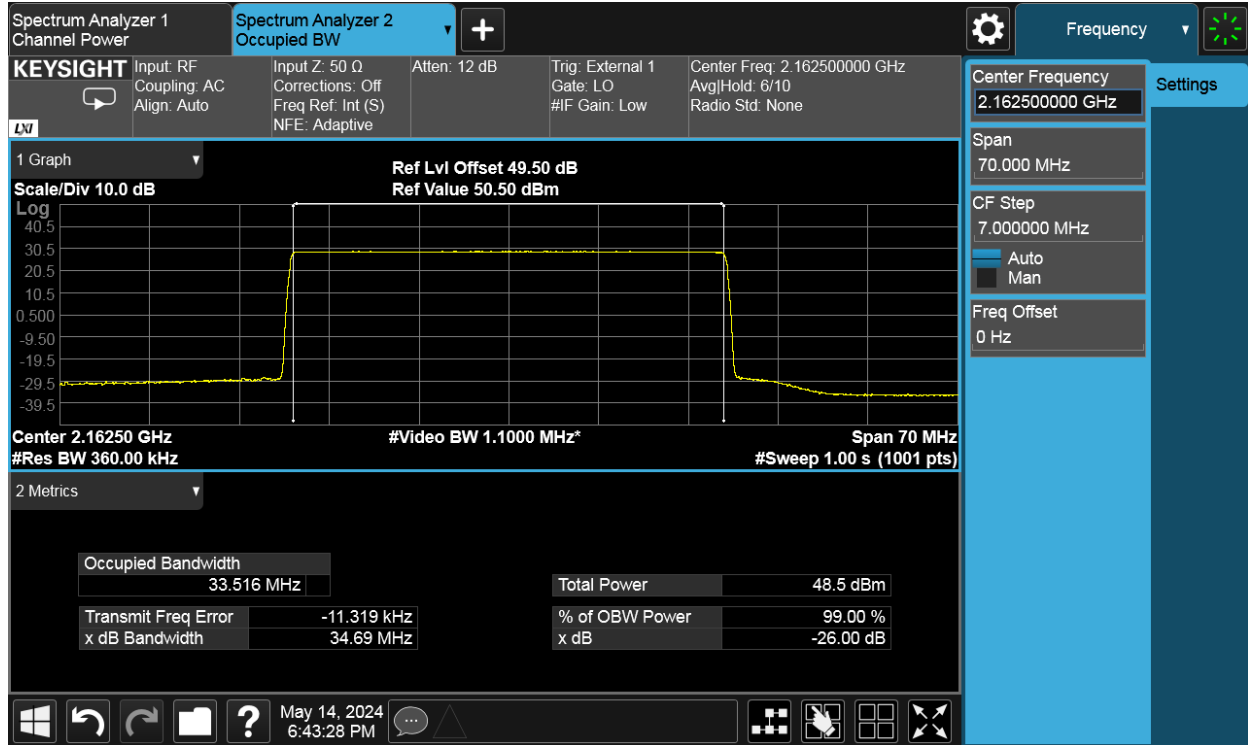 Spectrum Analyzer 1
Channel Power
Spectrum Analyzer 2
Occupied BW
Frequency
KEYSIGHT
LXI
Input: RF
Coupling: AC
Align: Auto
Input Z: 50 Ω
Corrections: Off
Freq Ref: Int (S)
NFE: Adaptive
Atten: 12 dB
Trig: External 1
Gate: LO
#IF Gain: Low
Center Freq: 2.162500000 GHz
Avg|Hold: 6/10
Radio Std: None
Center Frequency
2.162500000 GHz
Settings
Span
70.000 MHz
CF Step
7.000000 MHz
Auto
Man
Freq Offset
0 Hz
1 Graph
Scale/Div 10.0 dB
Ref Lvl Offset 49.50 dB
Ref Value 50.50 dBm
Log
40.5
30.5
20.5
10.5
0.500
-9.50
-19.5
-29.5
-39.5
Center 2.16250 GHz
#Video BW 1.1000 MHz*
Span 70 MHz
#Res BW 360.00 kHz
#Sweep 1.00 s (1001 pts)
2 Metrics
Occupied Bandwidth
33.516 MHz
Total Power 48.5 dBm
Transmit Freq Error -11.319 kHz
% of OBW Power 99.00 %
x dB Bandwidth 34.69 MHz
x dB -26.00 dB
?
May 14, 2024
6:43:28 PM